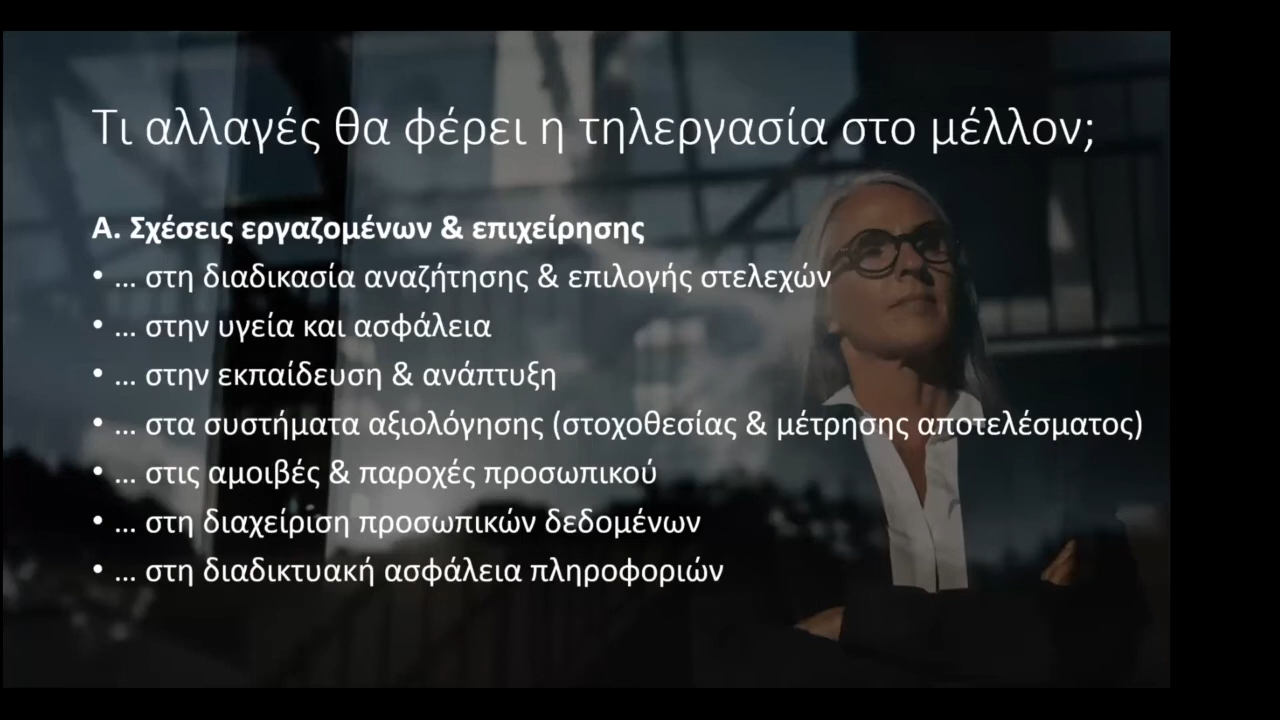 Τι αλλαγές θα φέρει η τηλεργασία στο μέλλον;
Α. Σχέσεις εργαζομένων & επιχείρησης
• ... στη διαδικασία αναζήτησης & επιλογής στελεχών
• ... στην υγεία και ασφάλεια
• ... στην εκπαίδευση & ανάπτυξη
• ... στα συστήματα αξιολόγησης (στοχοθεσίας & μέτρησης αποτελέσματος)
• ... στις αμοιβές & παροχές προσωπικού
• ... στη διαχείριση προσωπικών δεδομένων
• ... στη διαδικτυακή ασφάλεια πληροφοριών